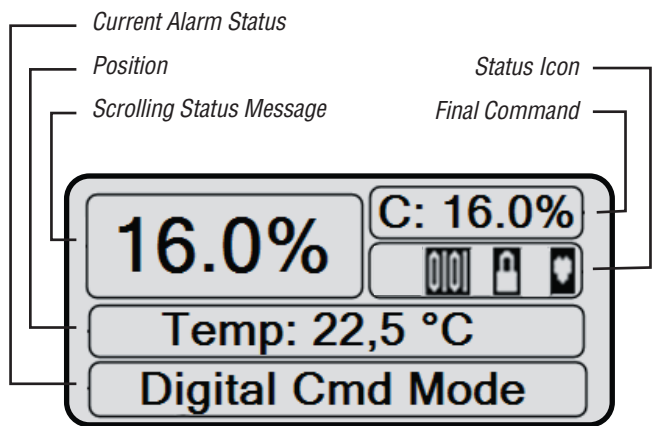 Current Alarm Status
Position
Status Icon
Scrolling Status Message
Final Command
16.0%
C: 16.0%
0101
Temp: 22,5 °C
Digital Cmd Mode